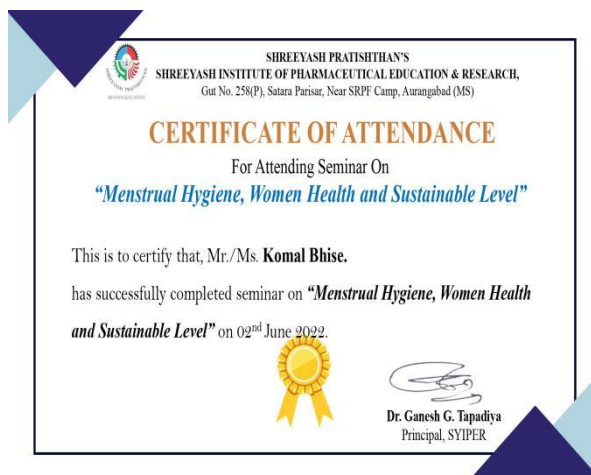 SHREEYASH PRATISHTHAN'S
SHREEYASH INSTITUTE OF PHARMACEUTICAL EDUCATION & RESEARCH,
Gut No. 258(P), Satara Parisar, Near SRPF Camp, Aurangabad (MS)
CERTIFICATE OF ATTENDANCE
For Attending Seminar On
“Menstrual Hygiene, Women Health and Sustainable Level”
This is to certify that, Mr./Ms. Komal Bhise.
has successfully completed seminar on “Menstrual Hygiene, Women Health
and Sustainable Level” on 02nd June 2022.
Dr. Ganesh G. Tapadiya
Principal, SYIPER